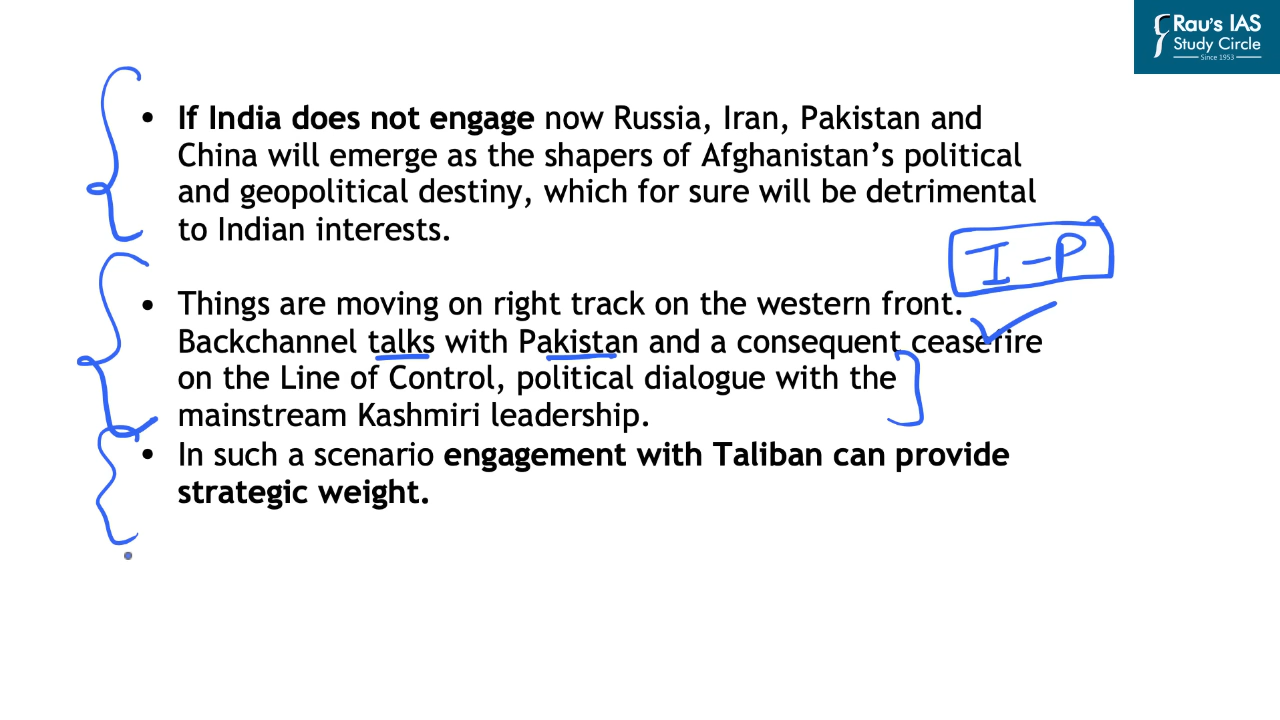 Rau's IAS
Study Circle
Since 1953
• If India does not engage now Russia, Iran, Pakistan and
China will emerge as the shapers of Afghanistan's political
and geopolitical destiny, which for sure will be detrimental
to Indian interests.
I-P
• Things are moving on right track on the western front.
Backchannel talks with Pakistan and a consequent ceasefire
on the Line of Control, political dialogue with the
mainstream Kashmiri leadership.
• In such a scenario engagement with Taliban can provide
strategic weight.